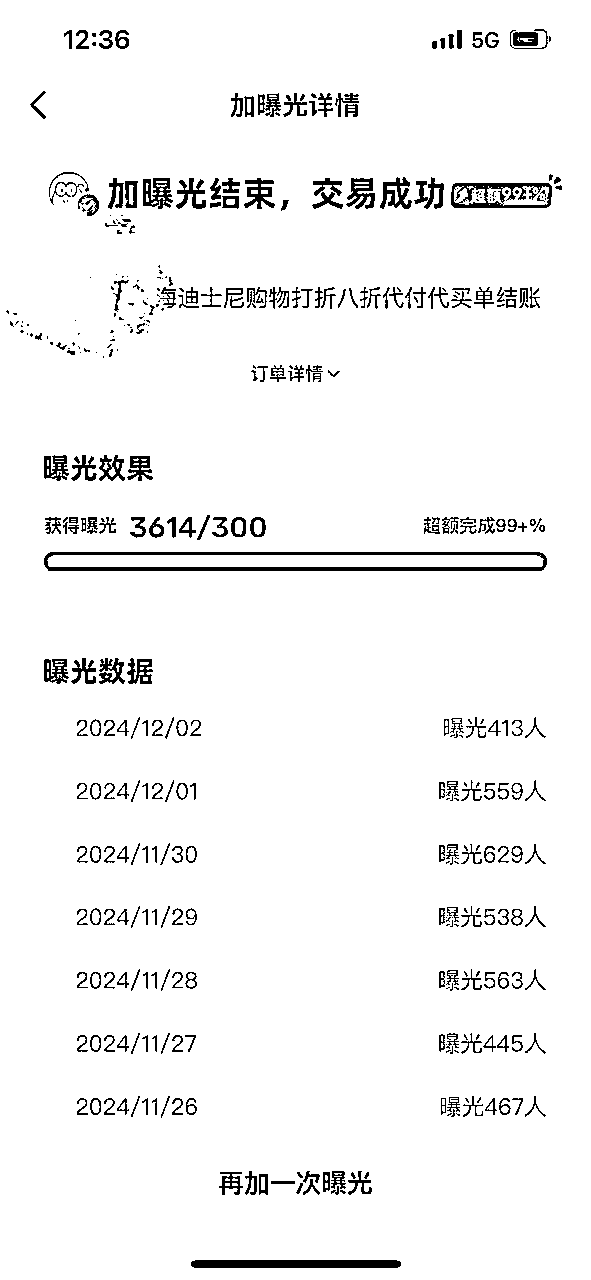 12:36 5G
加曝光详情
加曝光结束，交易成功 超额99+%
海迪士尼购物打折八折代付代买单结账
订单详情
曝光效果
获得曝光 3614/300 超额完成99+%
曝光数据
2024/12/02 曝光413人
2024/12/01 曝光559人
2024/11/30 曝光629人
2024/11/29 曝光538人
2024/11/28 曝光563人
2024/11/27 曝光445人
2024/11/26 曝光467人
再加一次曝光